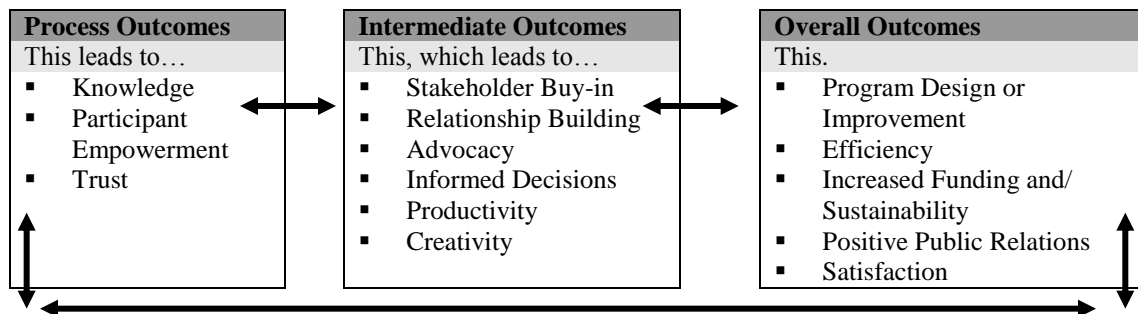 Process Outcomes
This leads to…
▪ Knowledge
▪ Participant
Empowerment
▪ Trust
Intermediate Outcomes
This, which leads to…
▪ Stakeholder Buy-in
▪ Relationship Building
▪ Advocacy
▪ Informed Decisions
▪ Productivity
▪ Creativity
Overall Outcomes
This.
▪ Program Design or
Improvement
▪ Efficiency
▪ Increased Funding and/
Sustainability
▪ Positive Public Relations
▪ Satisfaction